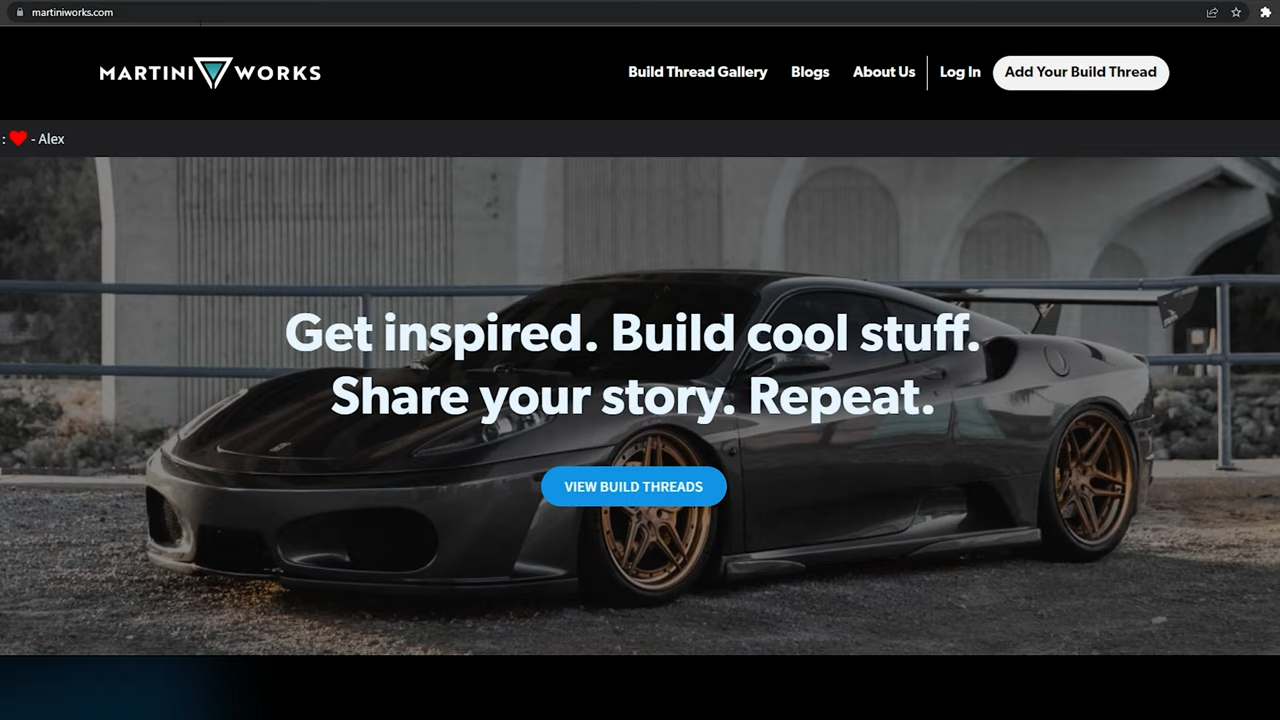 martiniworks.com
MARTINI WORKS
Build Thread Gallery
Blogs
About Us
Log In
Add Your Build Thread
: ❤️ - Alex
Get inspired. Build cool stuff.
Share your story. Repeat.
VIEW BUILD THREADS